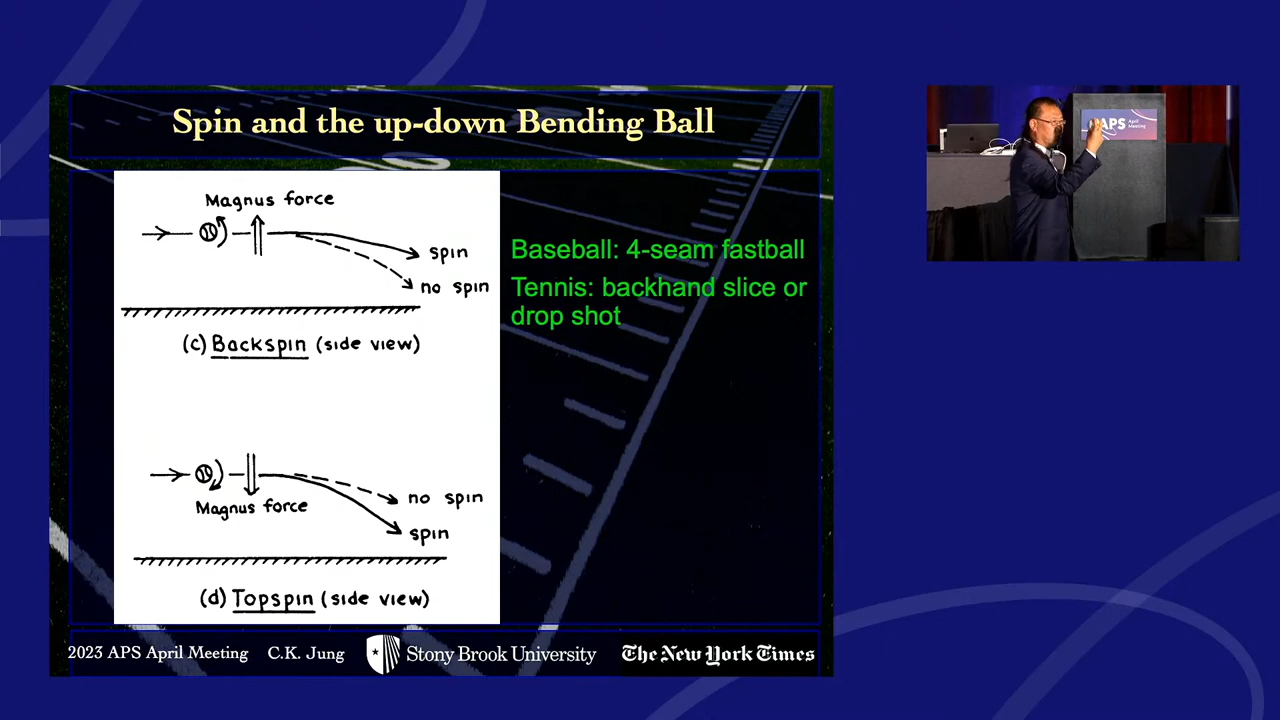 Spin and the up-down Bending Ball
Magnus force
spin
no spin
(c) Backspin (side view)
Baseball: 4-seam fastball
Tennis: backhand slice or
drop shot
no spin
Magnus force
spin
(d) Topspin (side view)
2023 APS April Meeting C.K. Jung Stony Brook University The New York Times
APS April
Meeting